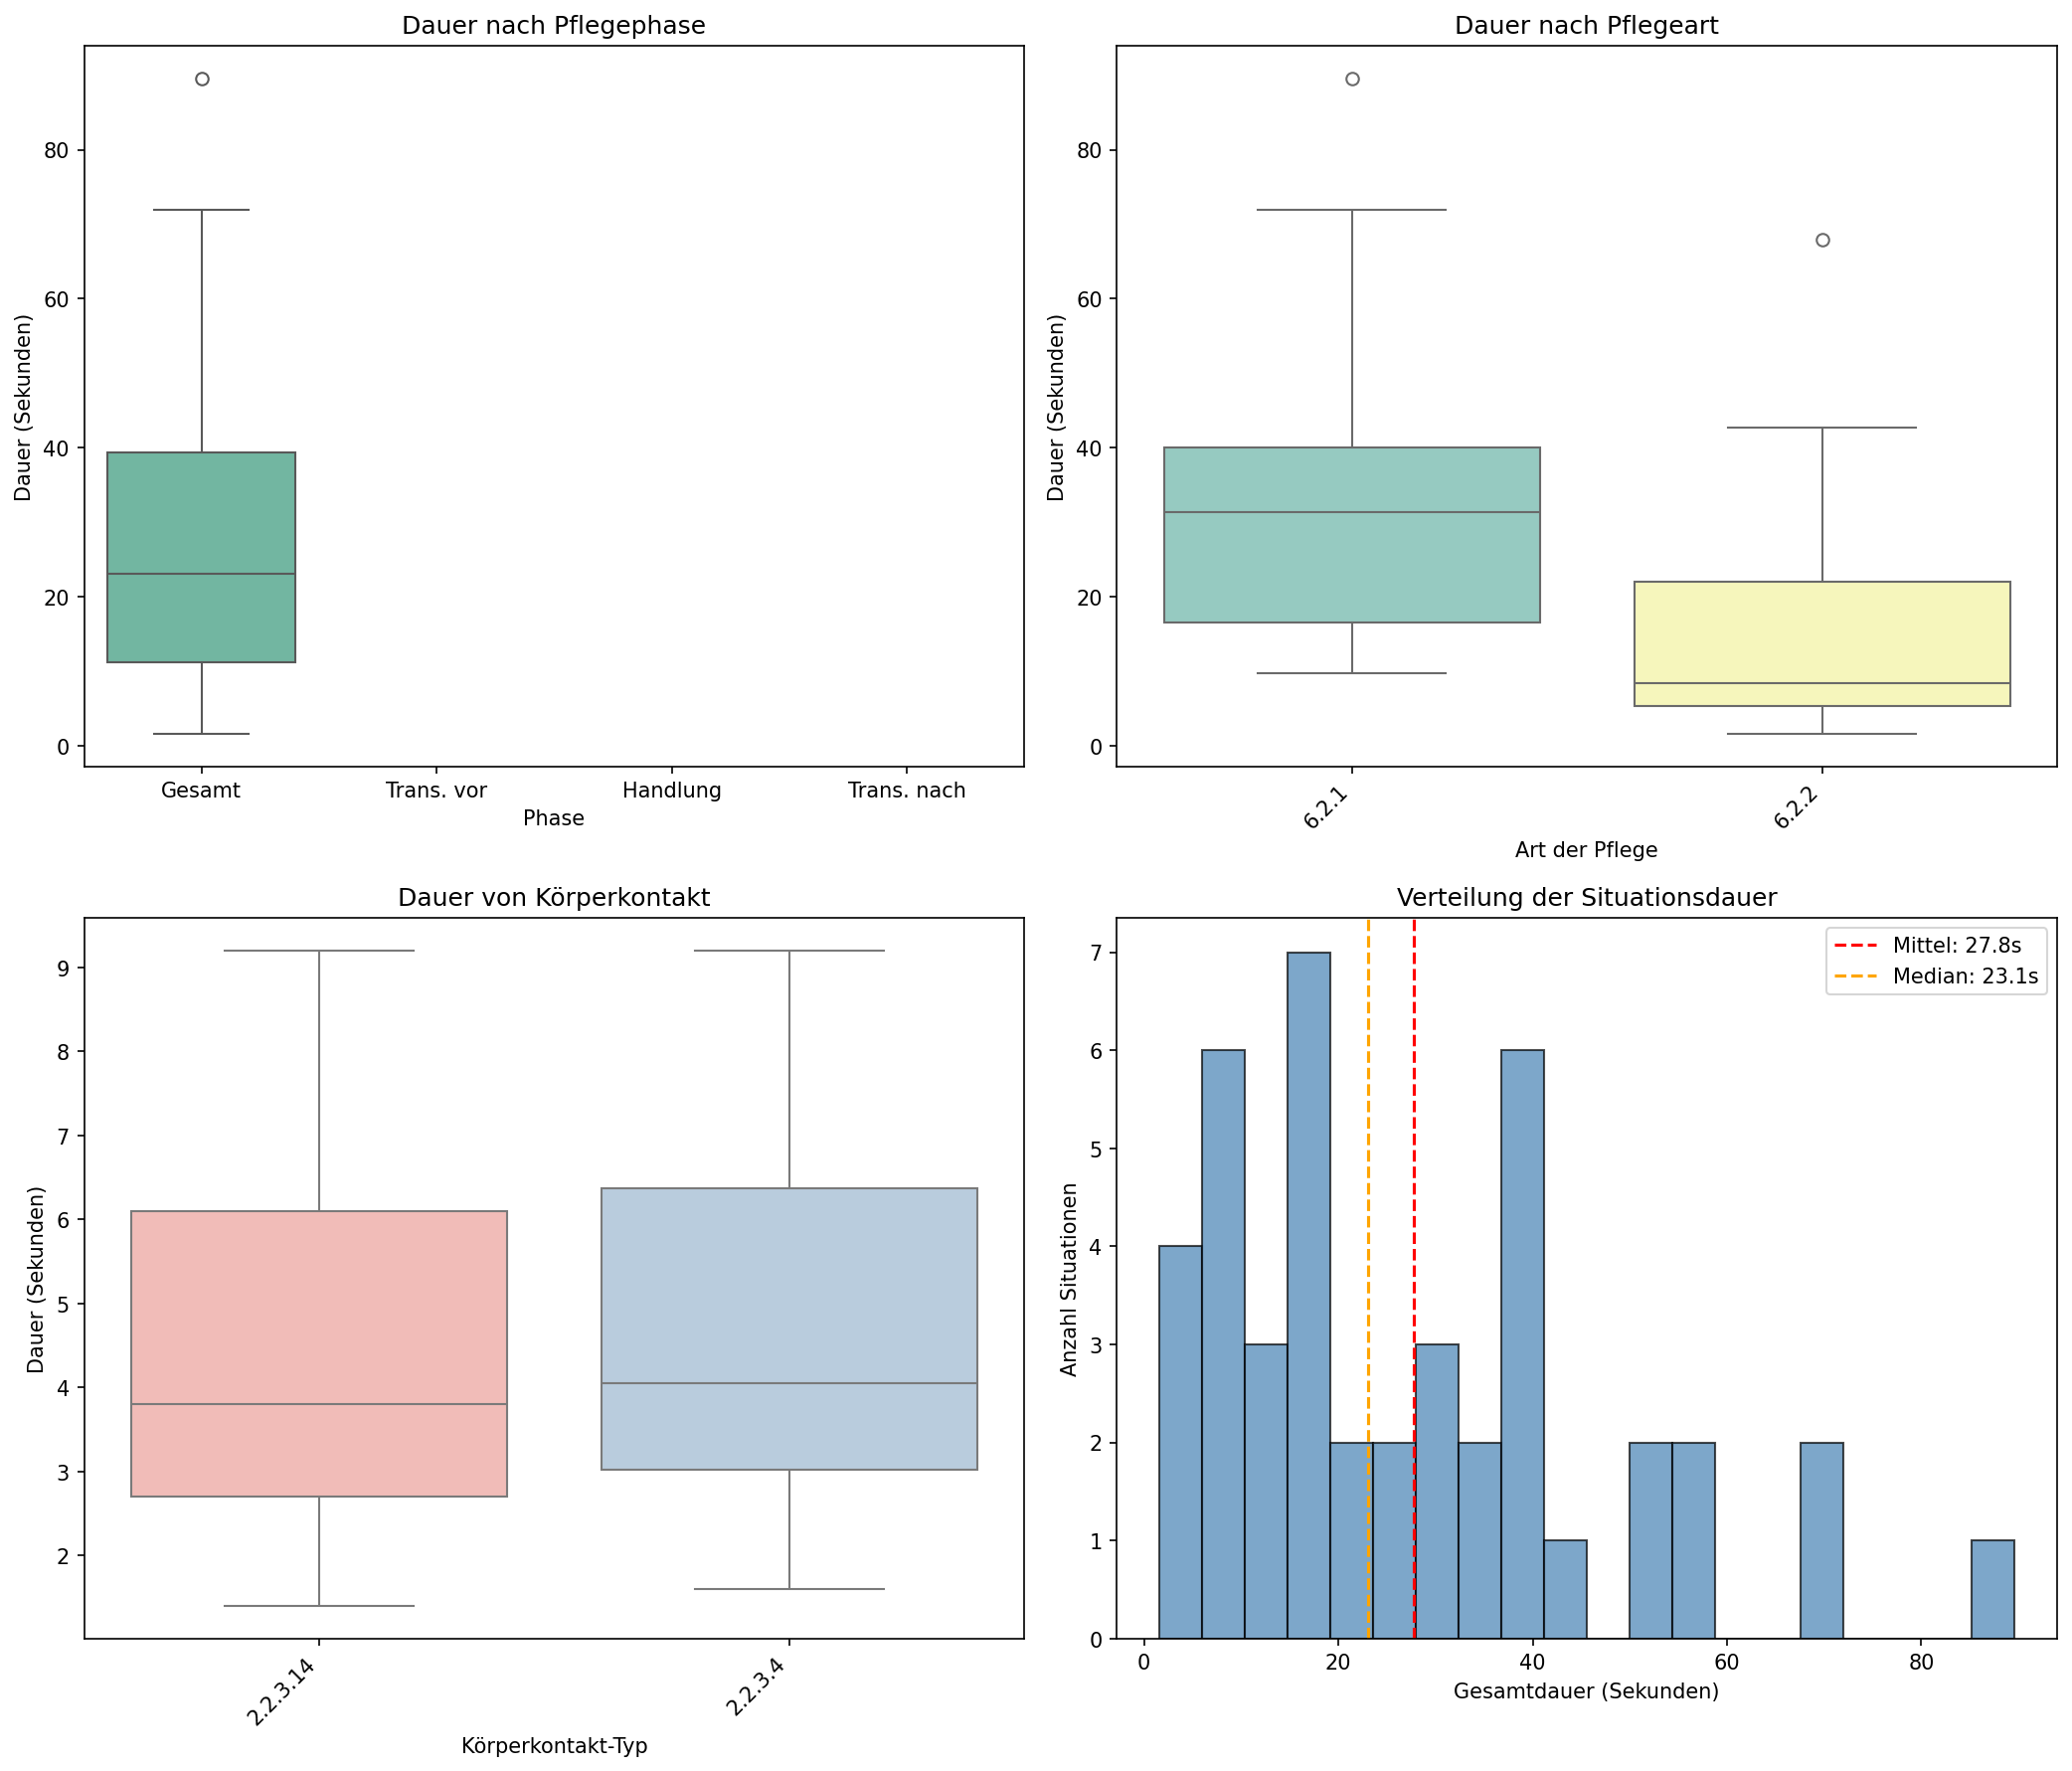 Dauer nach Pflegephase
Dauer (Sekunden)
80
60
40
20
0
Gesamt Trans. vor Handlung Trans. nach
Phase
Dauer nach Pflegeart
Dauer (Sekunden)
80
60
40
20
0
6.2.1 6.2.2
Art der Pflege
Dauer von Körperkontakt
Dauer (Sekunden)
9
8
7
6
5
4
3
2
2.2.3.14 2.2.3.4
Körperkontakt-Typ
Verteilung der Situationsdauer
Mittel: 27.8s
Median: 23.1s
Anzahl Situationen
7
6
5
4
3
2
1
0
0 20 40 60 80
Gesamtdauer (Sekunden)